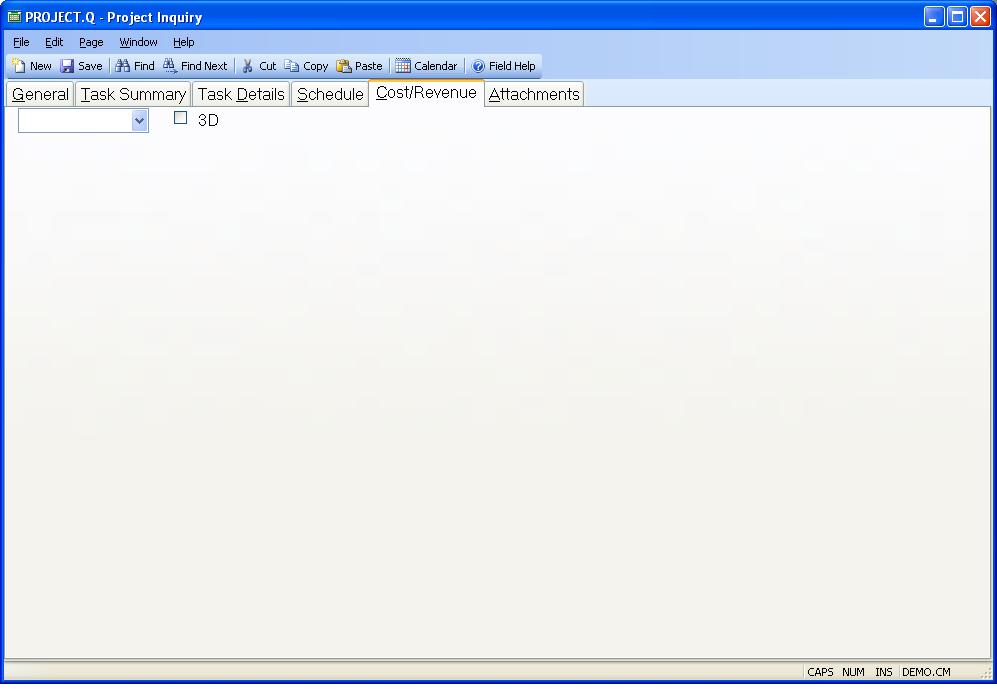 PROJECT.Q - Project Inquiry
File Edit Page Window Help
New Save Find Find Next Cut Copy Paste Calendar Field Help
General Task Summary Task Details Schedule Cost/Revenue Attachments
3D
CAPS NUM INS DEMO.CM